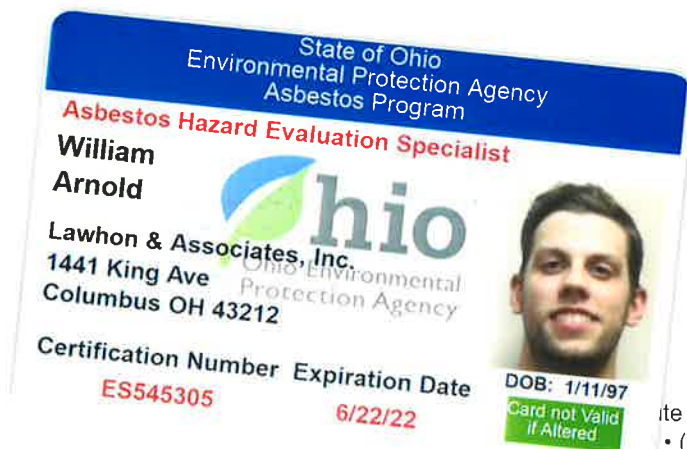 State of Ohio
Environmental Protection Agency
Asbestos Program
Asbestos Hazard Evaluation Specialist
William
Arnold
Ohio
Ohio Environmental
Protection Agency
Lawhon & Associates, Inc.
1441 King Ave
Columbus OH 43212
Certification Number Expiration Date
ES545305 6/22/22
DOB: 1/11/97
Card not Valid
if Altered